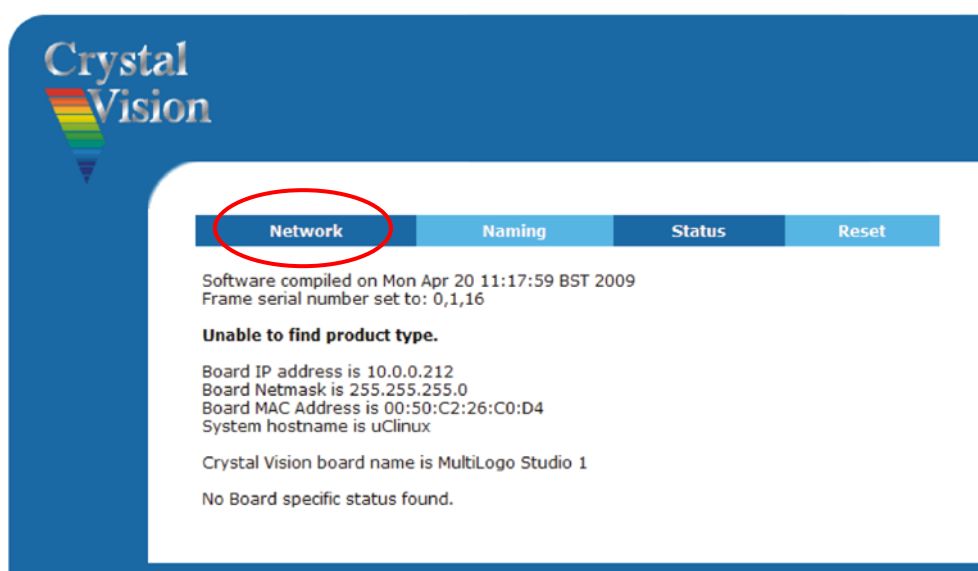 Crystal
Vision
Network Naming Status Reset
Software compiled on Mon Apr 20 11:17:59 BST 2009
Frame serial number set to: 0,1,16
Unable to find product type.
Board IP address is 10.0.0.212
Board Netmask is 255.255.255.0
Board MAC Address is 00:50:C2:26:C0:D4
System hostname is uClinux
Crystal Vision board name is MultiLogo Studio 1
No Board specific status found.